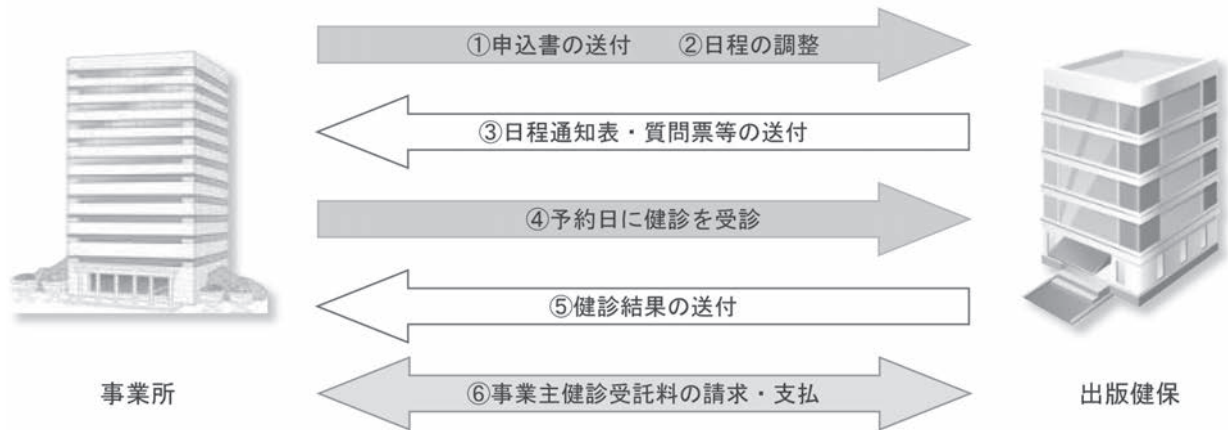 ①申込書の送付　②日程の調整
③日程通知表・質問票等の送付
④予約日に健診を受診
⑤健診結果の送付
⑥事業主健診受託料の請求・支払
事業所
出版健保